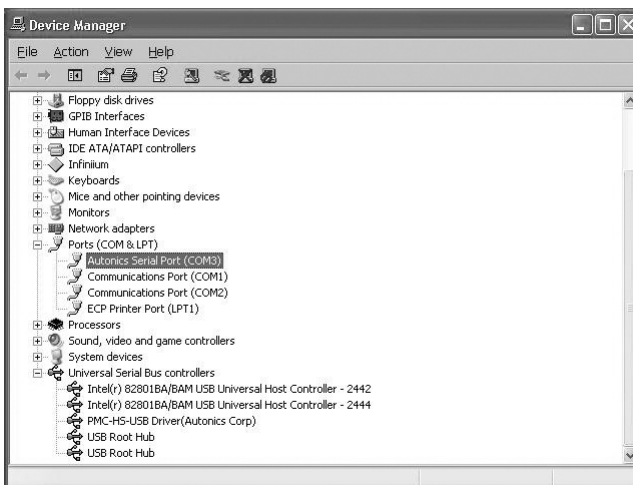 Device Manager
File Action View Help
Floppy disk drives
GPIB Interfaces
Human Interface Devices
IDE ATA/ATAPI controllers
Infiniium
Keyboards
Mice and other pointing devices
Monitors
Network adapters
Ports (COM & LPT)
Autonics Serial Port (COM3)
Communications Port (COM1)
Communications Port (COM2)
ECP Printer Port (LPT1)
Processors
Sound, video and game controllers
System devices
Universal Serial Bus controllers
Intel(r) 82801BA/BAM USB Universal Host Controller - 2442
Intel(r) 82801BA/BAM USB Universal Host Controller - 2444
PMC-HS-USB Driver(Autonics Corp)
USB Root Hub
USB Root Hub